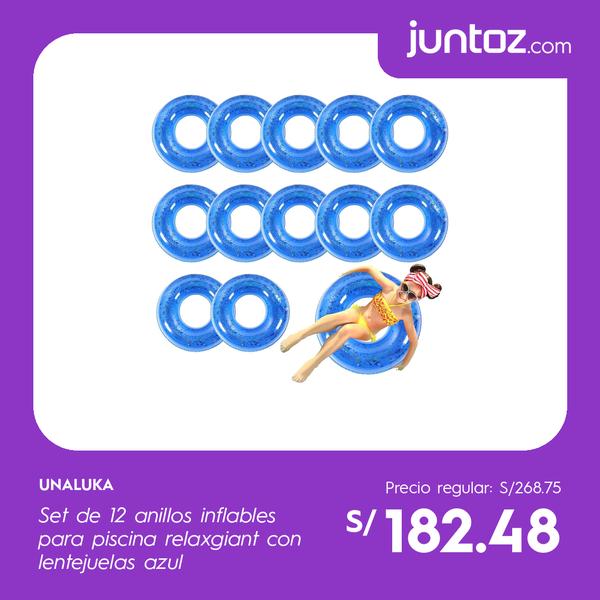 juntoz.com
UNALUKA
Set de 12 anillos inflables
para piscina relaxgiant con
lentejuelas azul
Precio regular: S/268.75
S/182.48